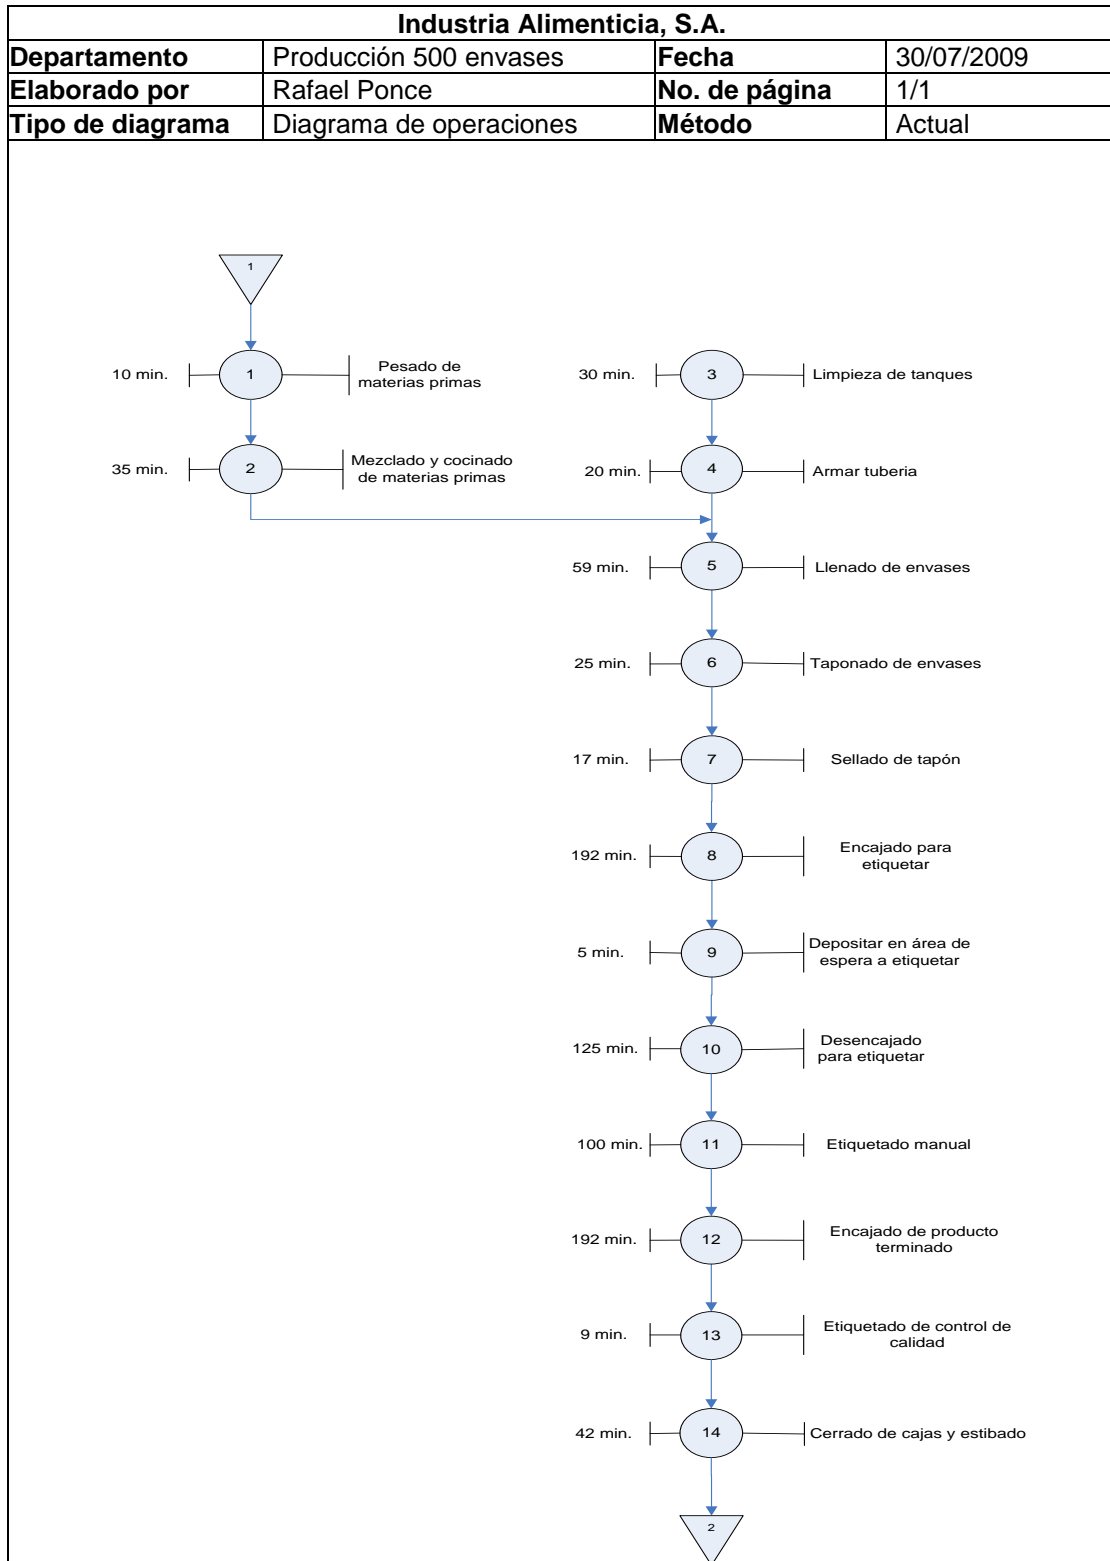 Industria Alimenticia, S.A.
Departamento Producción 500 envases Fecha 30/07/2009
Elaborado por Rafael Ponce No. de página 1/1
Tipo de diagrama Diagrama de operaciones Método Actual
1
10 min. 1 Pesado de
materias primas
35 min. 2 Mezclado y cocinado
de materias primas
30 min. 3 Limpieza de tanques
20 min. 4 Armar tuberia
59 min. 5 Llenado de envases
25 min. 6 Taponado de envases
17 min. 7 Sellado de tapón
192 min. 8 Encajado para
etiquetar
5 min. 9 Depositar en área de
espera a etiquetar
125 min. 10 Desencajado
para etiquetar
100 min. 11 Etiquetado manual
192 min. 12 Encajado de producto
terminado
9 min. 13 Etiquetado de control de
calidad
42 min. 14 Cerrado de cajas y estibado
2